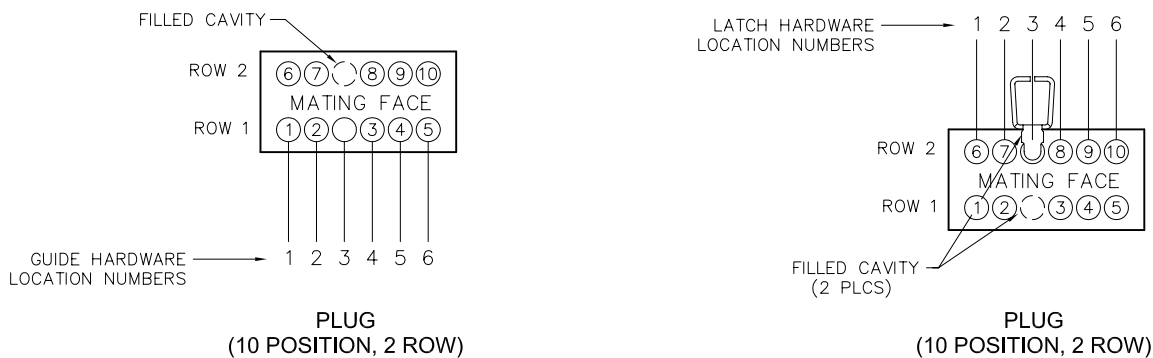 FILLED CAVITY
ROW 2
6 7 8 9 10
MATING FACE
ROW 1
1 2 3 4 5
GUIDE HARDWARE
LOCATION NUMBERS
1 2 3 4 5 6
PLUG
(10 POSITION, 2 ROW)
LATCH HARDWARE
LOCATION NUMBERS
1 2 3 4 5 6
ROW 2
6 7 8 9 10
MATING FACE
ROW 1
1 2 3 4 5
FILLED CAVITY
(2 PLCS)
PLUG
(10 POSITION, 2 ROW)